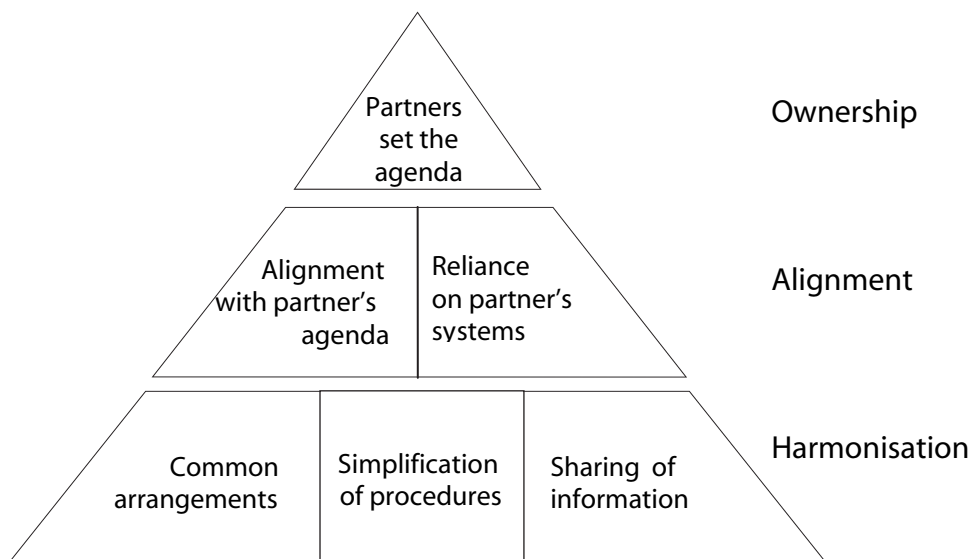 Partners
set the
agenda
Ownership
Alignment
with partner's
agenda
Reliance
on partner's
systems
Alignment
Common
arrangements
Simplification
of procedures
Sharing of
information
Harmonisation